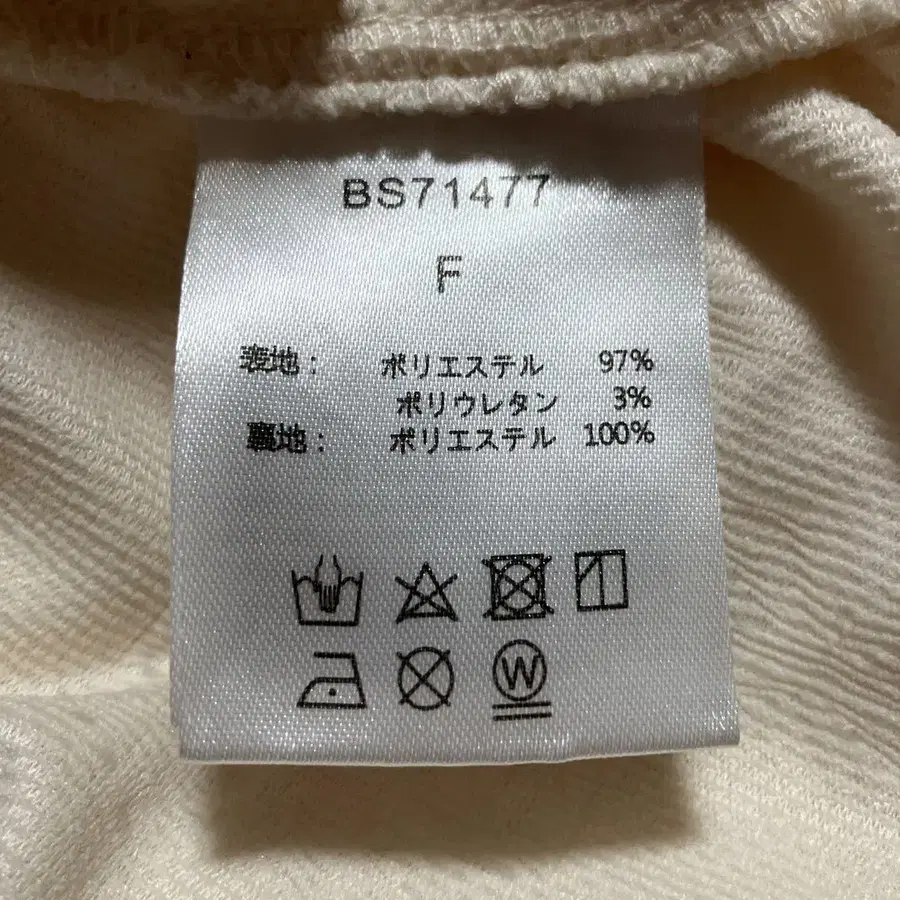 BS71477
F
表地： ポリエステル 97%
ポリウレタン 3%
裏地： ポリエステル 100%
W